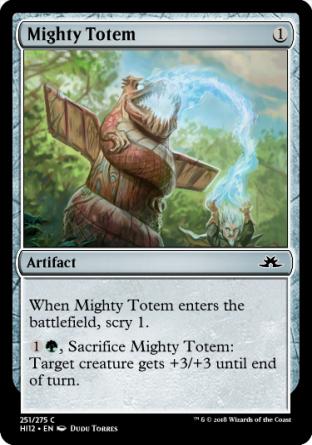 Mighty Totem 1
Artifact
When Mighty Totem enters the
battlefield, scry 1.
1 , Sacrifice Mighty Totem:
Target creature gets +3/+3 until end
of turn.
251/275 C
HI12 • EN Dudu Torres
™ & © 2018 Wizards of the Coast